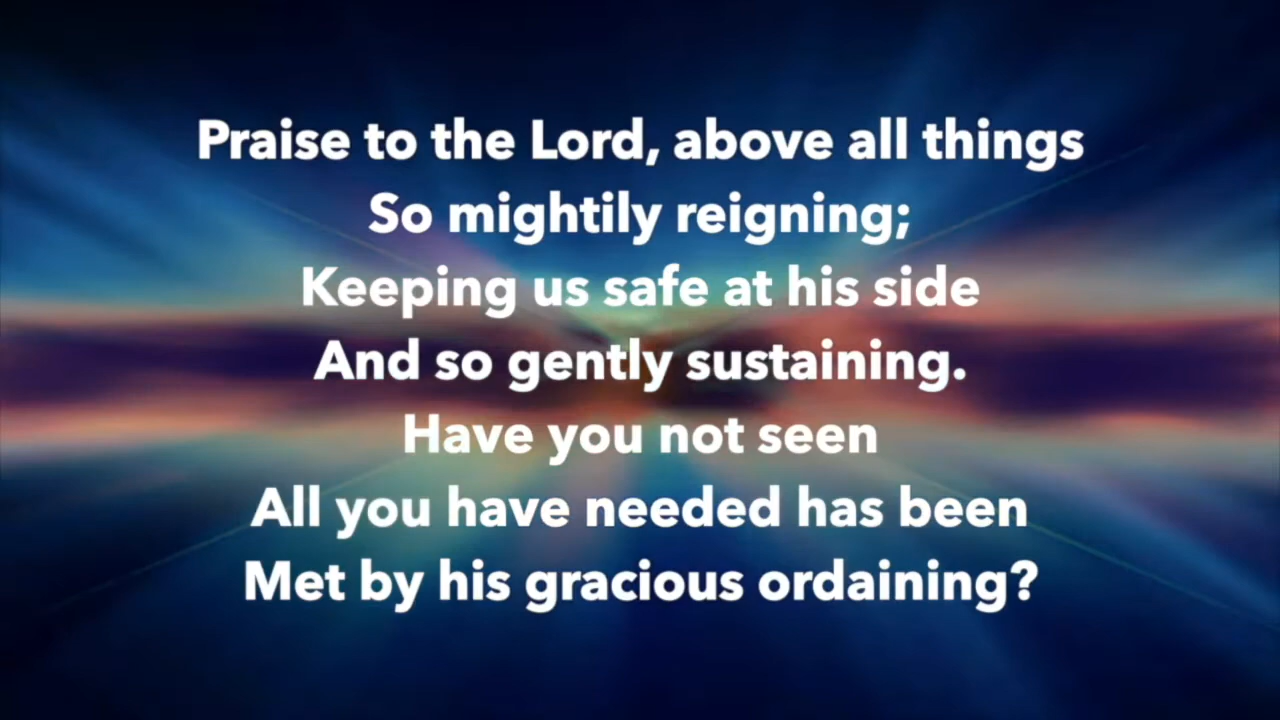 Praise to the Lord, above all things
So mightily reigning;
Keeping us safe at his side
And so gently sustaining.
Have you not seen
All you have needed has been
Met by his gracious ordaining?